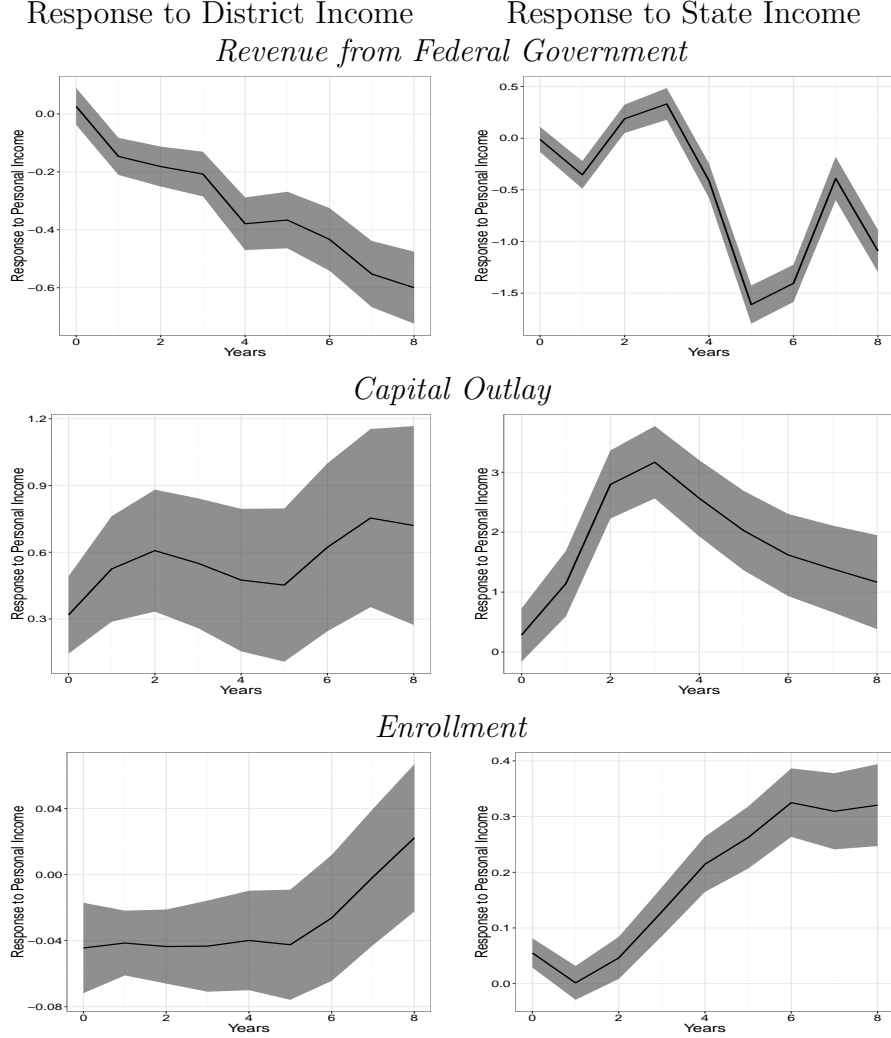 Response to District Income Response to State Income
Revenue from Federal Government
Response to Personal Income
0.0
−0.2
−0.4
−0.6
0 2 4 6 8
Years
Response to Personal Income
0.5
0.0
−0.5
−1.0
−1.5
0 2 4 6 8
Years
Capital Outlay
Response to Personal Income
1.2
0.9
0.6
0.3
0 2 4 6 8
Years
Response to Personal Income
3
2
1
0
0 2 4 6 8
Years
Enrollment
Response to Personal Income
0.04
0.00
−0.04
−0.08
0 2 4 6 8
Years
Response to Personal Income
0.4
0.3
0.2
0.1
0.0
0 2 4 6 8
Years